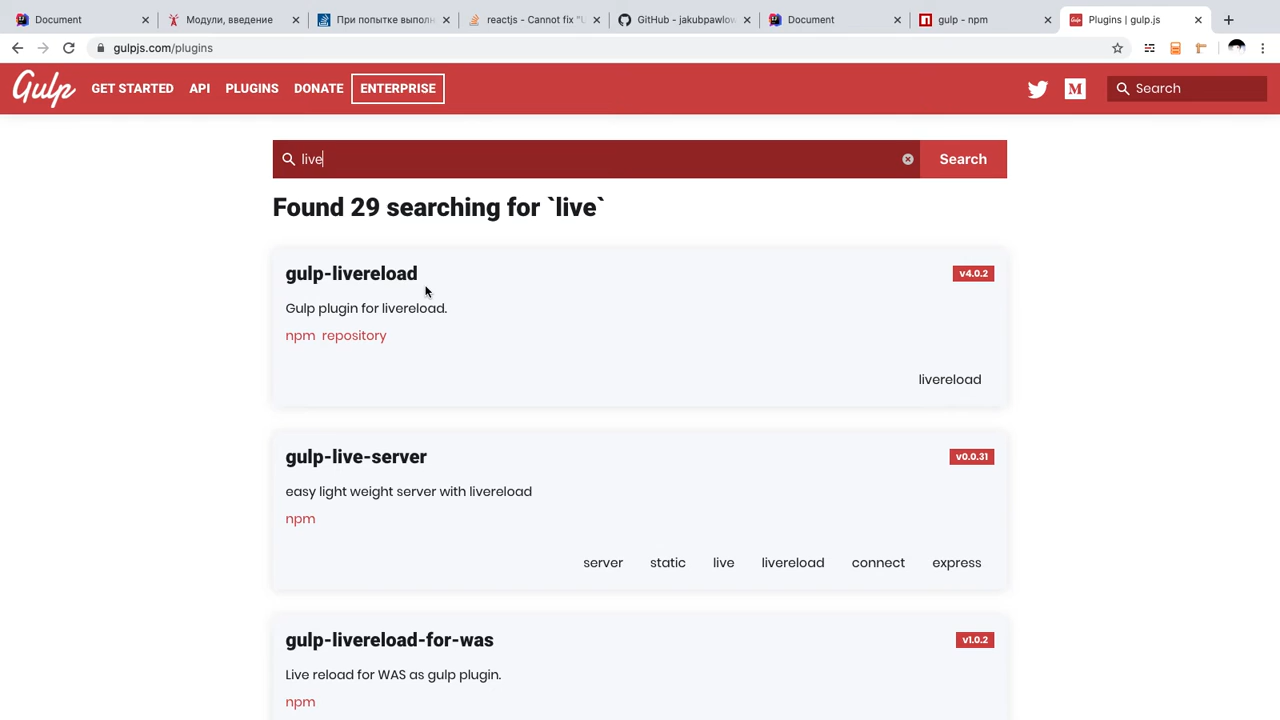 Document
Модули, введение
При попытке выполн
reactjs - Cannot fix "U
GitHub - jakubpawlow
Document
gulp - npm
Plugins | gulp.js
gulpjs.com/plugins
Gulp
GET STARTED
API
PLUGINS
DONATE
ENTERPRISE
M
Search
live
Search
Found 29 searching for `live`
gulp-livereload
v4.0.2
Gulp plugin for livereload.
npm repository
livereload
gulp-live-server
v0.0.31
easy light weight server with livereload
npm
server static live livereload connect express
gulp-livereload-for-was
v1.0.2
Live reload for WAS as gulp plugin.
npm